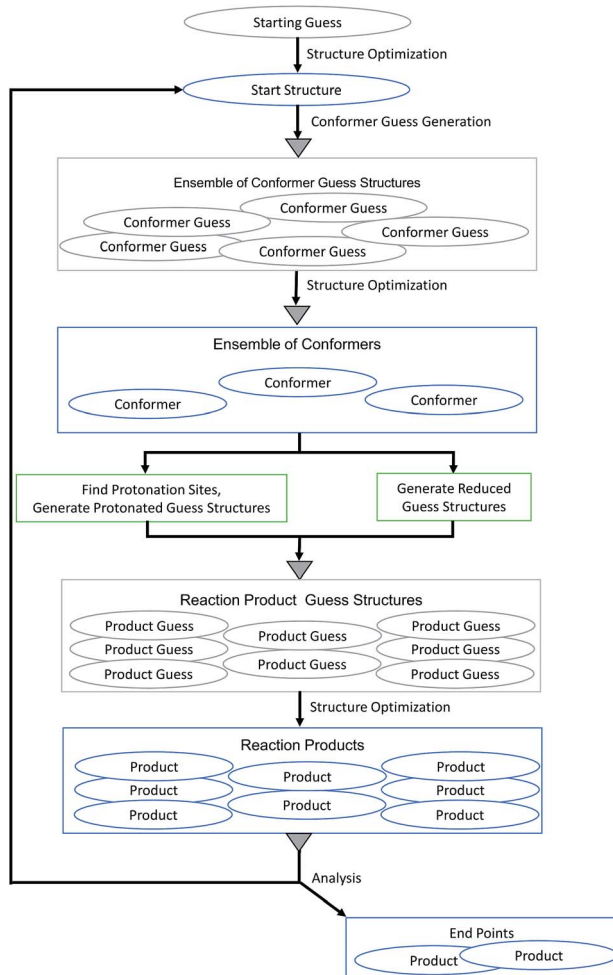 Starting Guess
Structure Optimization
Start Structure
Conformer Guess Generation
Ensemble of Conformer Guess Structures
Conformer Guess
Conformer Guess
Conformer Guess
Conformer Guess
Conformer Guess
Structure Optimization
Ensemble of Conformers
Conformer
Conformer
Conformer
Find Protonation Sites,
Generate Protonated Guess Structures
Generate Reduced
Guess Structures
Reaction Product Guess Structures
Product Guess
Product Guess
Product Guess
Product Guess
Product Guess
Product Guess
Product Guess
Product Guess
Structure Optimization
Reaction Products
Product
Product
Product
Product
Product
Product
Product
Product
Analysis
End Points
Product
Product